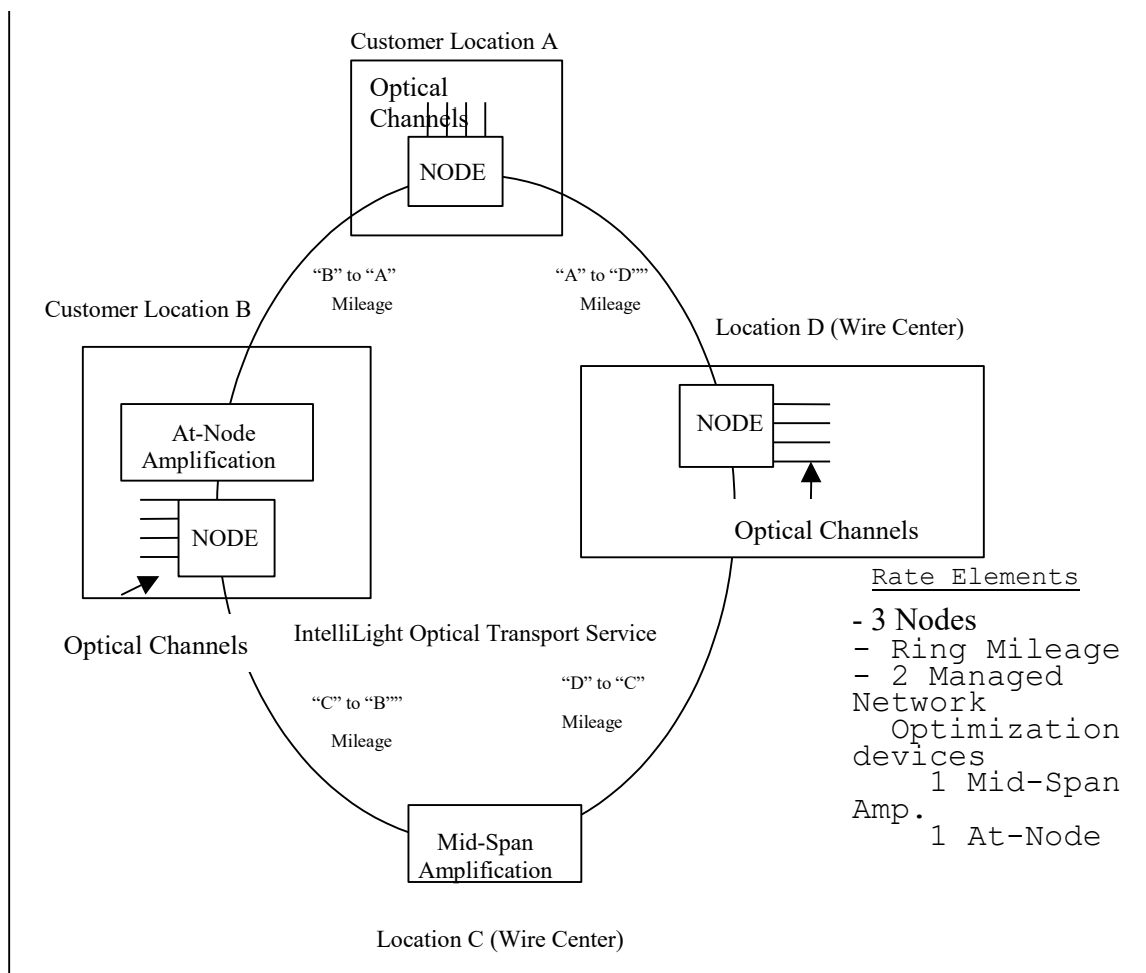 Customer Location A
Optical
Channels
NODE
“B” to “A”
Mileage
“A” to “D””
Mileage
Customer Location B
Location D (Wire Center)
At-Node
Amplification
NODE
NODE
Optical Channels
Optical Channels
IntelliLight Optical Transport Service
“C” to “B””
Mileage
“D” to “C”
Mileage
Mid-Span
Amplification
Location C (Wire Center)
Rate Elements
- 3 Nodes
- Ring Mileage
- 2 Managed
Network
Optimization
devices
1 Mid-Span
Amp.
1 At-Node